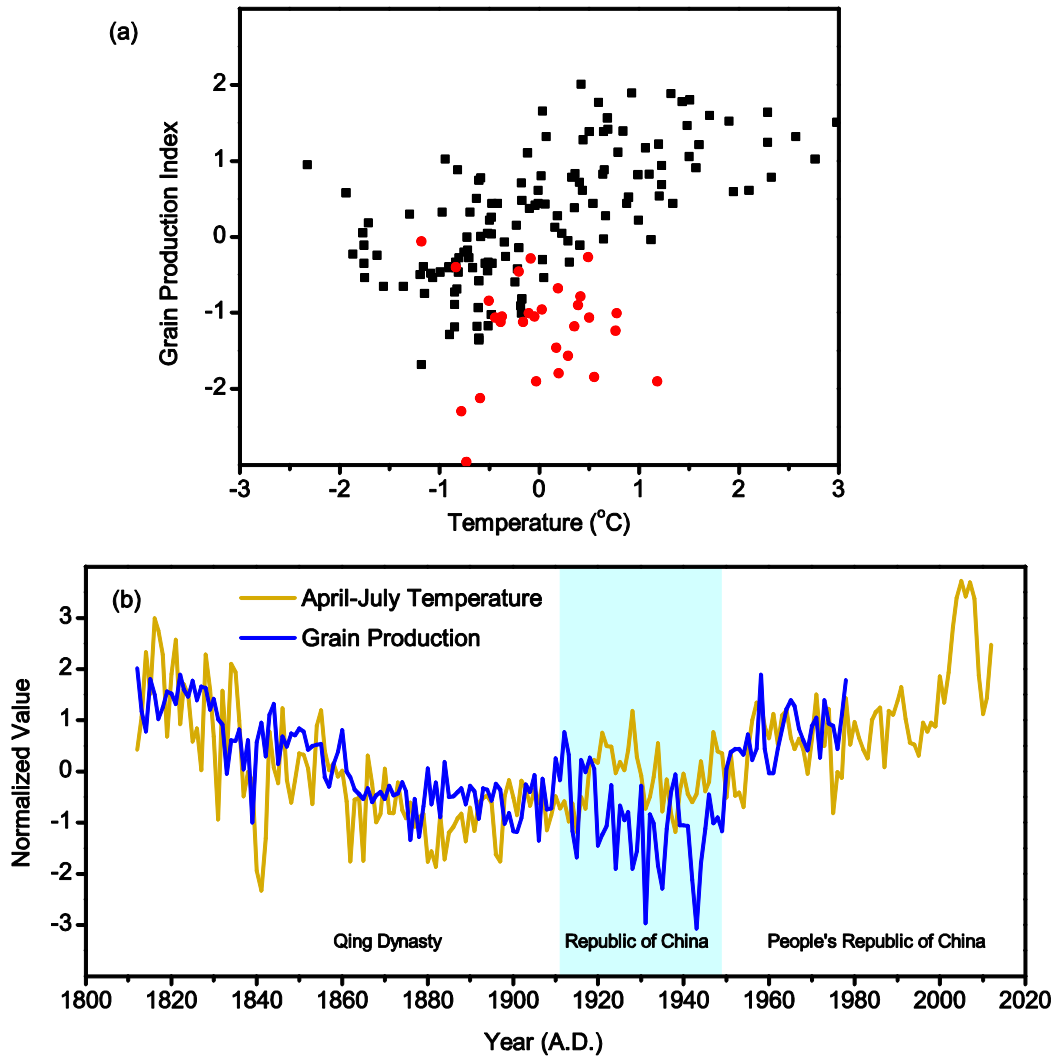 (a)
2
1
0
-1
-2
Grain Production Index
-3 -2 -1 0 1 2 3
Temperature (°C)
(b)
April-July Temperature
Grain Production
3
2
1
0
-1
-2
-3
Normalized Value
Qing Dynasty Republic of China People's Republic of China
1800 1820 1840 1860 1880 1900 1920 1940 1960 1980 2000 2020
Year (A.D.)